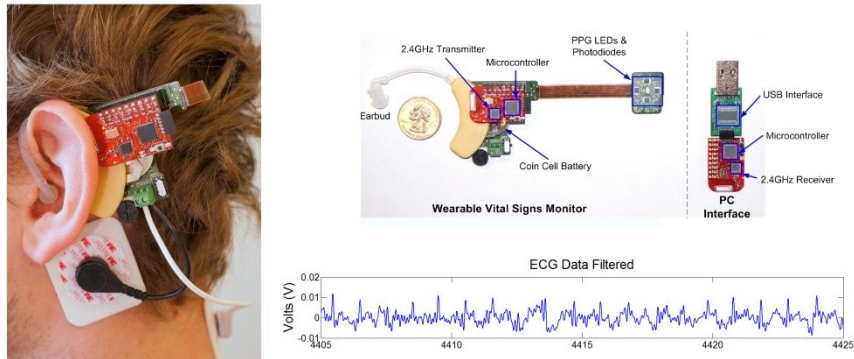 PPG LEDs &
Photodiodes
2.4GHz Transmitter
Microcontroller
Earbud
Coin Cell Battery
Wearable Vital Signs Monitor
USB Interface
Microcontroller
2.4GHz Receiver
PC
Interface
ECG Data Filtered
Volts (V)
0.02
0.01
0
-0.01
4405
4410
4415
4420
4425